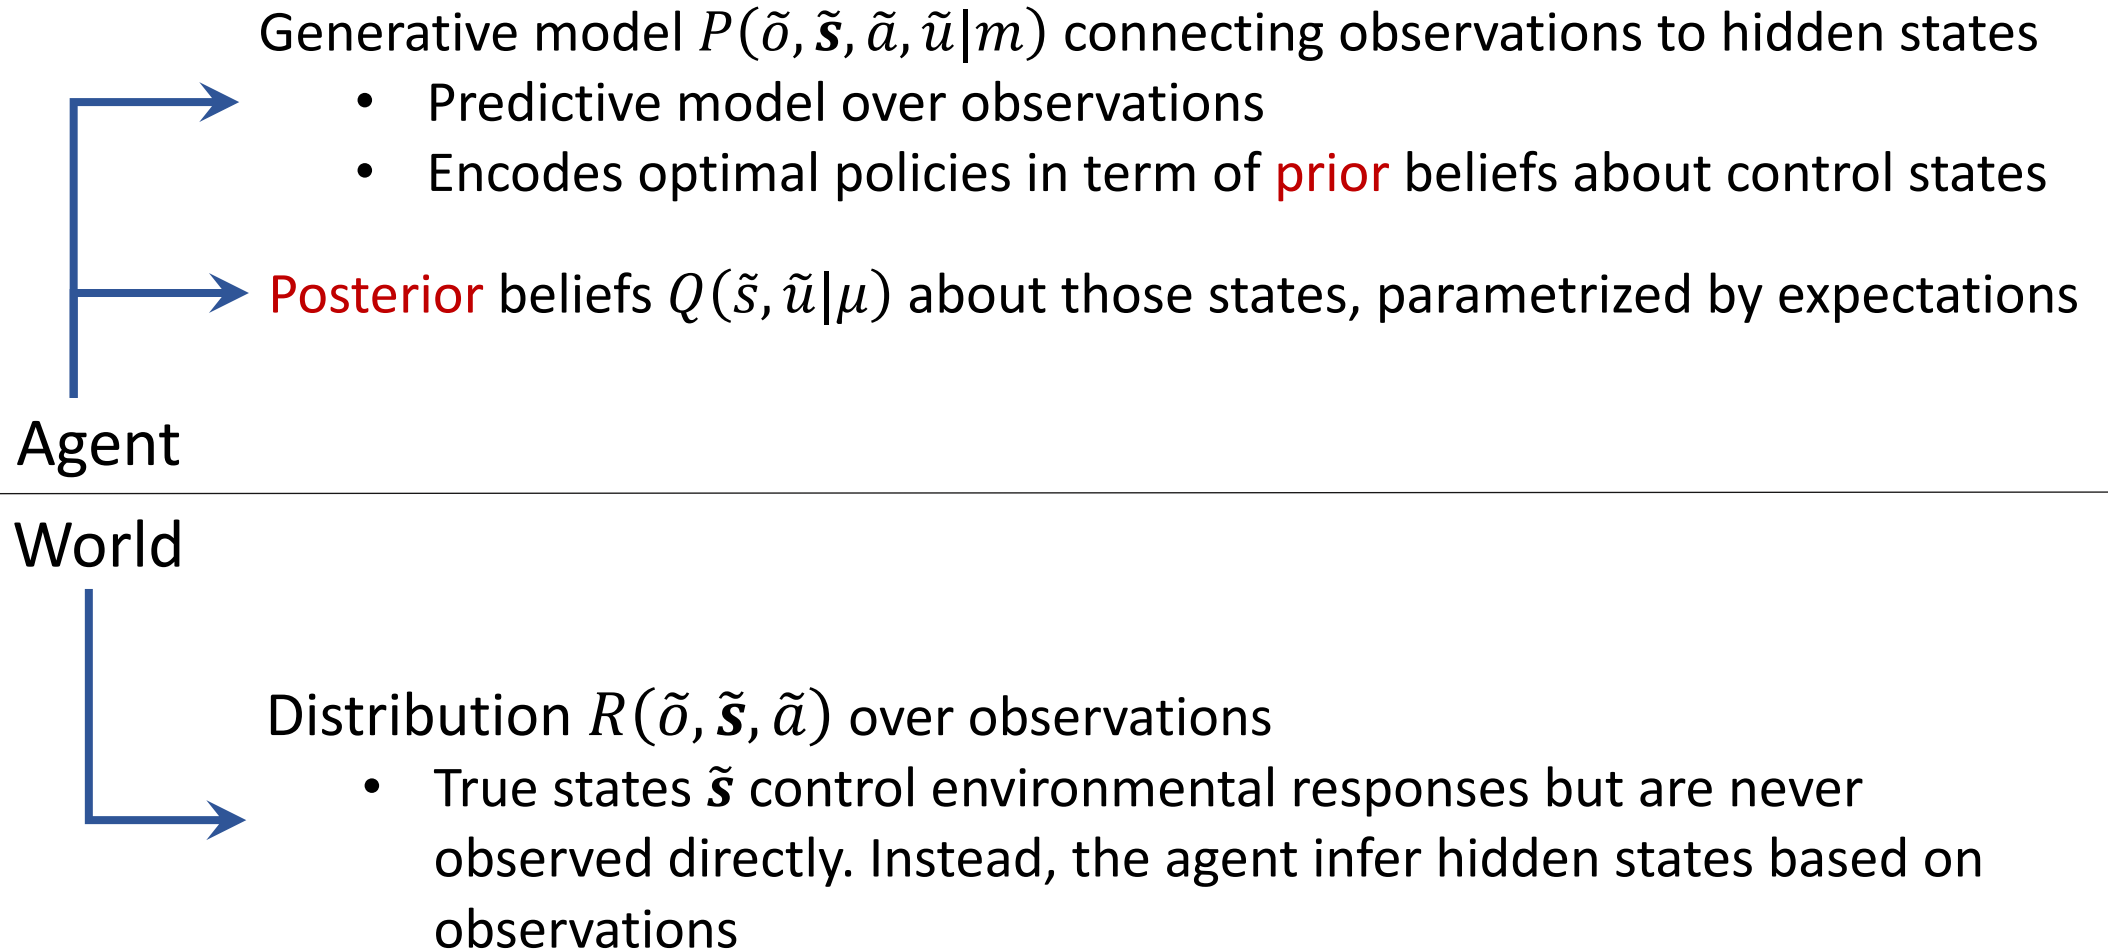 Generative model P(õ, s̃, ã, ũ|m) connecting observations to hidden states
• Predictive model over observations
• Encodes optimal policies in term of prior beliefs about control states
Posterior beliefs Q(s̃, ũ|μ) about those states, parametrized by expectations
Agent
World
Distribution R(õ, s̃, ã) over observations
• True states s̃ control environmental responses but are never
observed directly. Instead, the agent infer hidden states based on
observations